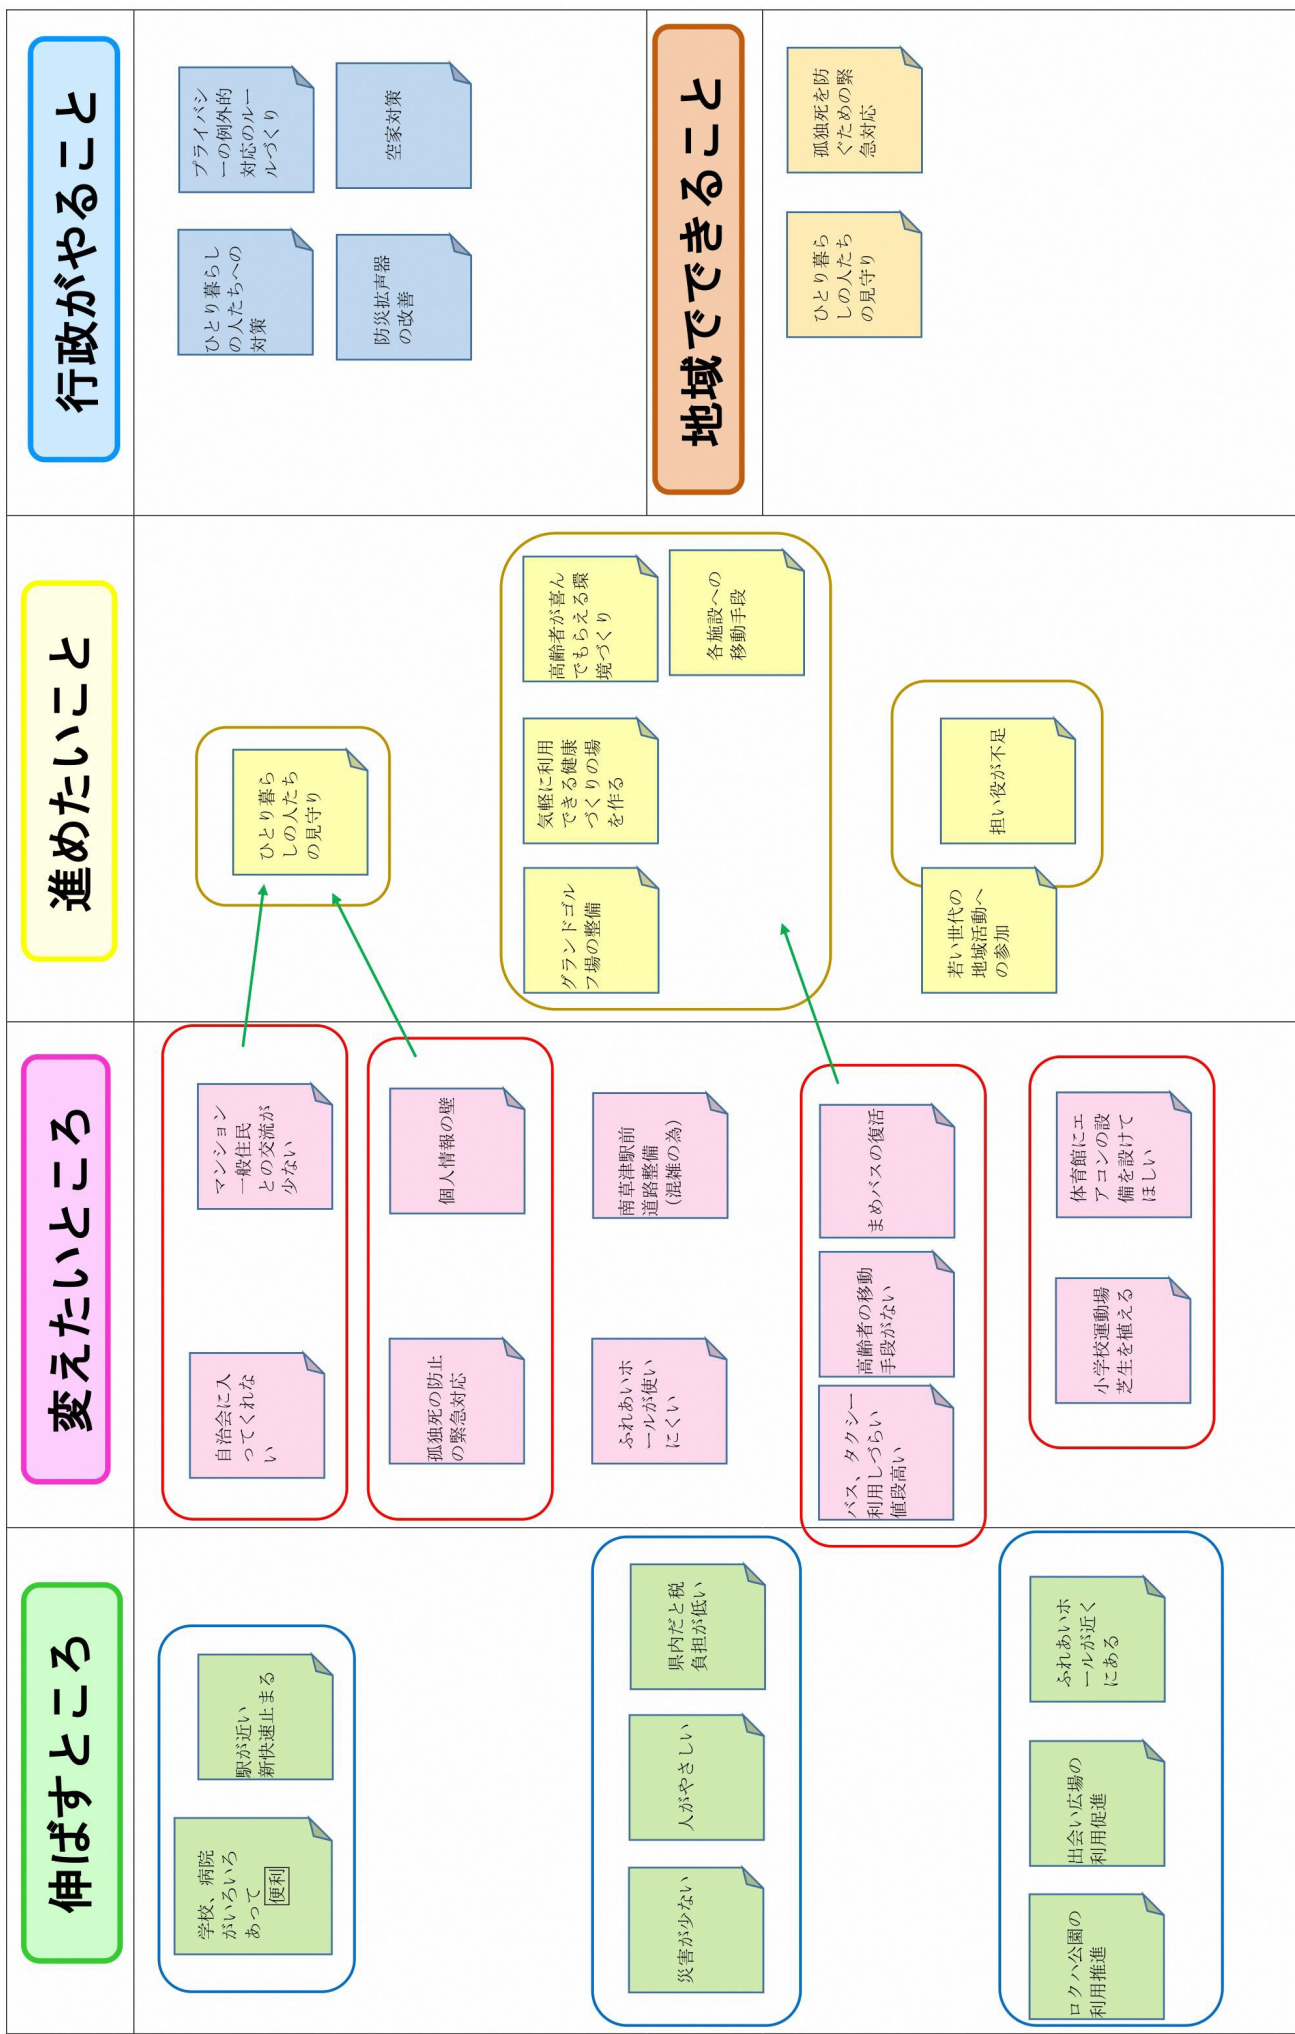 伸ばすところ
学校、病院
がいろいろ
あって
便利
駅が近い
新快速止まる
災害が少ない
人がやさしい
県内だと税
負担が低い
ロクハ公園の
利用推進
出会い広場の
利用促進
ふれあいホ
ールが近く
にある
変えたいところ
自治会に入
ってくれな
い
マンション
一般住民
との交流が
少ない
孤独死の防止
の緊急対応
個人情報の壁
ふれあいホ
ールが使い
にくい
南草津駅前
道路整備
(混雑の為)
バス、タクシー
利用しづらい
値段高い
高齢者の移動
手段がない
まめバスの復活
小学校運動場
芝生を植える
体育館にエ
アコンの設
備を設けて
ほしい
進めたいこと
ひとり暮ら
しの人たち
の見守り
グランドゴル
フ場の整備
気軽に利用
できる健康
づくりの場
を作る
高齢者が喜ん
でもらえる環
境づくり
各施設への
移動手段
若い世代の
地域活動へ
の参加
担い役が不足
行政がやること
ひとり暮らし
の人たちへの
対策
プライバシ
ーの例外的
対応のルー
ルづくり
防災拡声器
の改善
空家対策
地域でできること
ひとり暮ら
しの人たち
の見守り
孤独死を防
ぐための緊
急対応